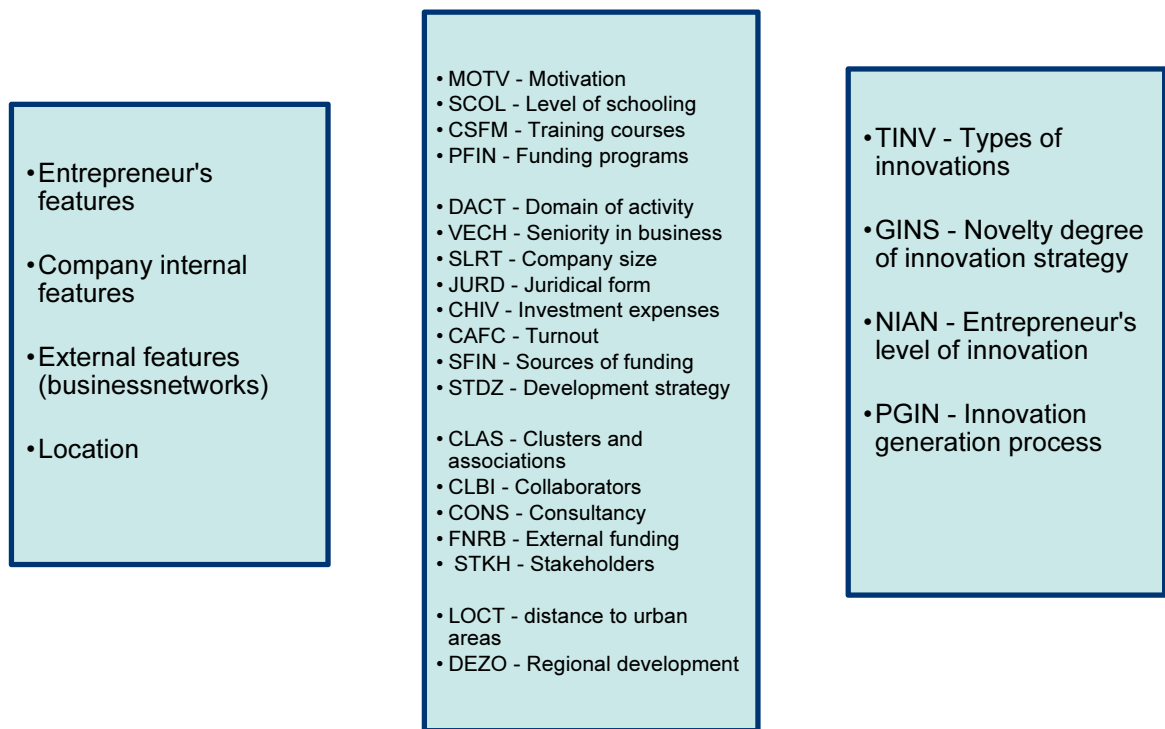 •Entrepreneur's
features
•Company internal
features
•External features
(businessnetworks)
•Location
• MOTV - Motivation
• SCOL - Level of schooling
• CSFM - Training courses
• PFIN - Funding programs
• DACT - Domain of activity
• VECH - Seniority in business
• SLRT - Company size
• JURD - Juridical form
• CHIV - Investment expenses
• CAFC - Turnout
• SFIN - Sources of funding
• STDZ - Development strategy
• CLAS - Clusters and
associations
• CLBI - Collaborators
• CONS - Consultancy
• FNRB - External funding
• STKH - Stakeholders
• LOCT - distance to urban
areas
• DEZO - Regional development
•TINV - Types of
innovations
•GINS - Novelty degree
of innovation strategy
•NIAN - Entrepreneur's
level of innovation
•PGIN - Innovation
generation process